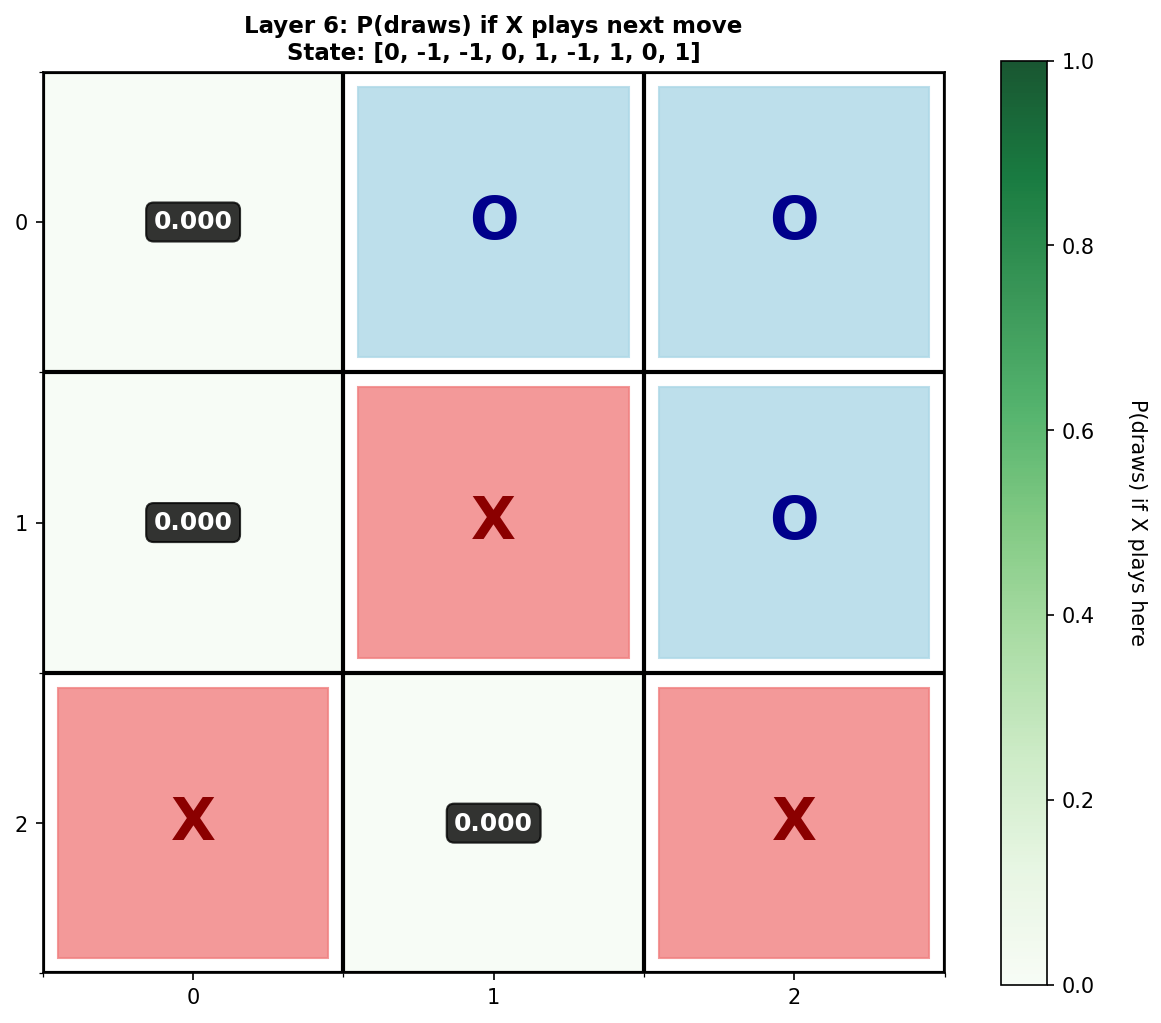 Layer 6: P(draws) if X plays next move
State: [0, -1, -1, 0, 1, -1, 1, 0, 1]
0
0.000
O
O
1
0.000
X
O
2
X
0.000
X
0
1
2
1.0
0.8
0.6
0.4
0.2
0.0
P(draws) if X plays here